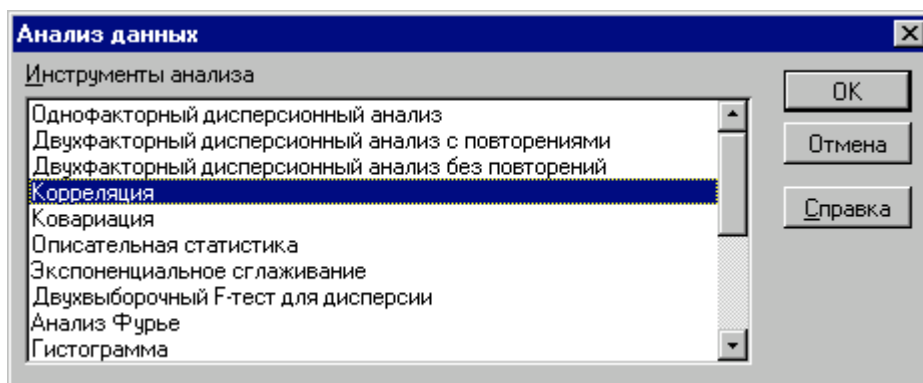 Анализ данных
Инструменты анализа
Однофакторный дисперсионный анализ
Двухфакторный дисперсионный анализ с повторениями
Двухфакторный дисперсионный анализ без повторений
Корреляция
Ковариация
Описательная статистика
Экспоненциальное сглаживание
Двухвыборочный F-тест для дисперсии
Анализ Фурье
Гистограмма
OK
Отмена
Справка